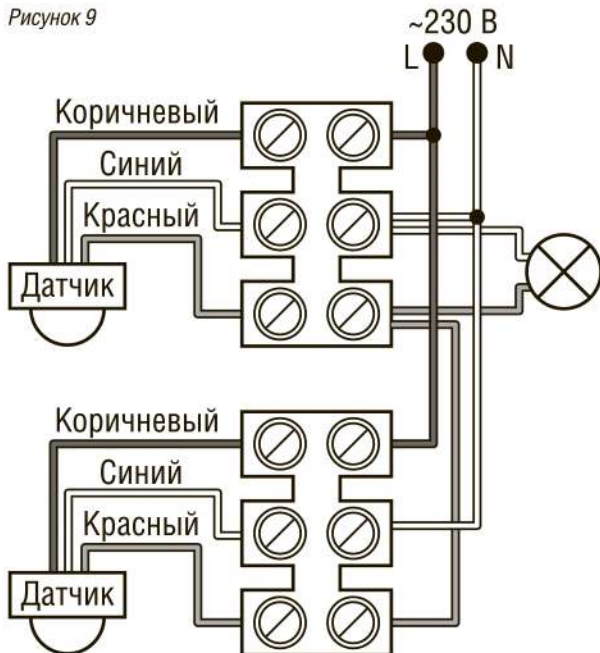 Рисунок 9
~230 В
L N
Коричневый
Синий
Красный
Датчик
Коричневый
Синий
Красный
Датчик